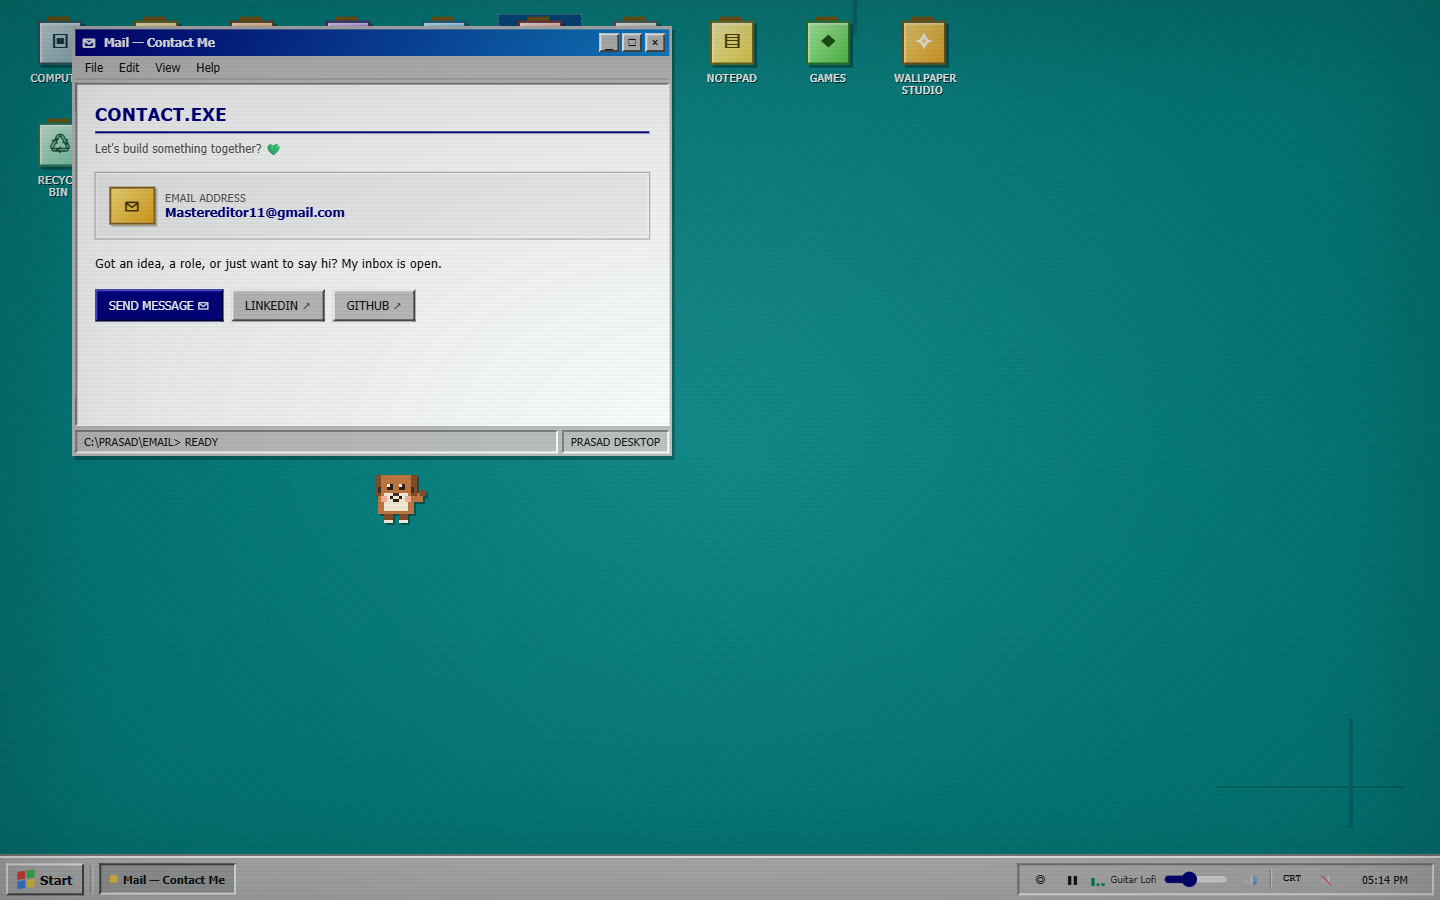 Mail — Contact Me
File Edit View Help
CONTACT.EXE
Let's build something together?
EMAIL ADDRESS
Mastereditor11@gmail.com
Got an idea, a role, or just want to say hi? My inbox is open.
SEND MESSAGE
LINKEDIN ↗
GITHUB ↗
C:\PRASAD\EMAIL> READY
PRASAD DESKTOP
NOTEPAD
GAMES
WALLPAPER
STUDIO
BIN
Start
Mail — Contact Me
Guitar Lofi
CRT
05:14 PM